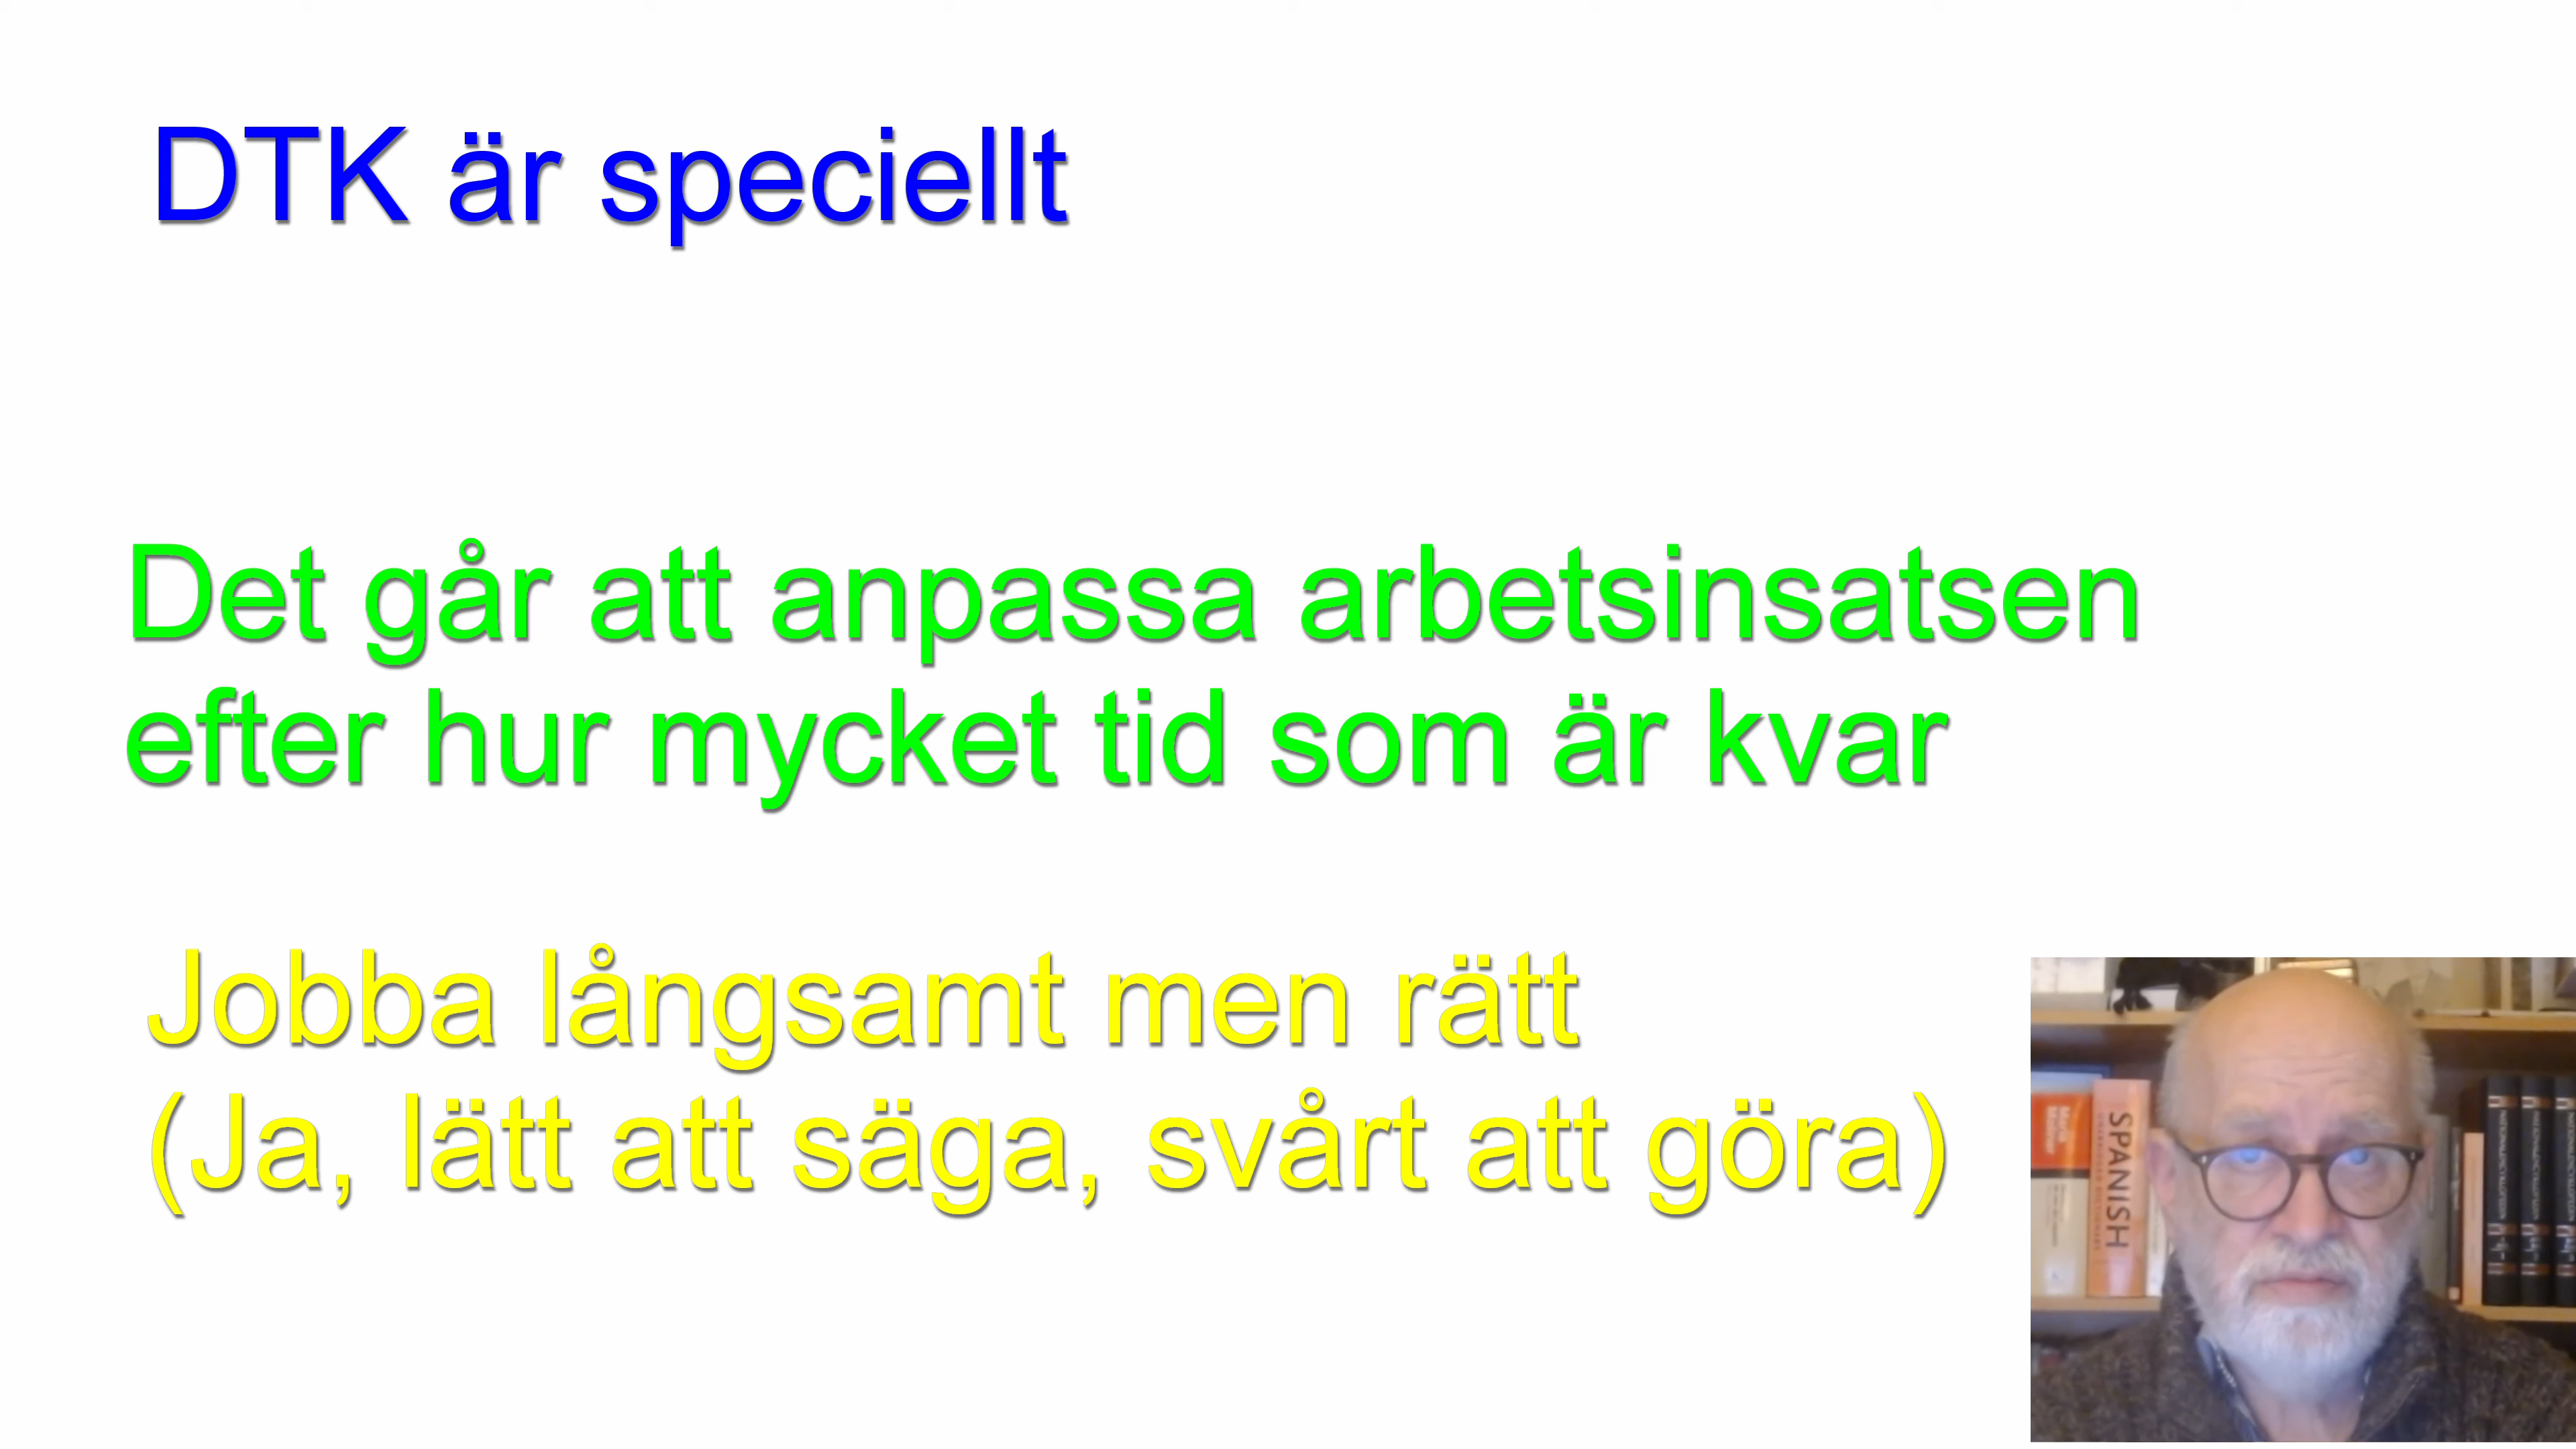 DTK är speciellt
Det går att anpassa arbetsinsatsen
efter hur mycket tid som är kvar
Jobba långsamt men rätt
(Ja, lätt att säga, svårt att göra)
SPANISH